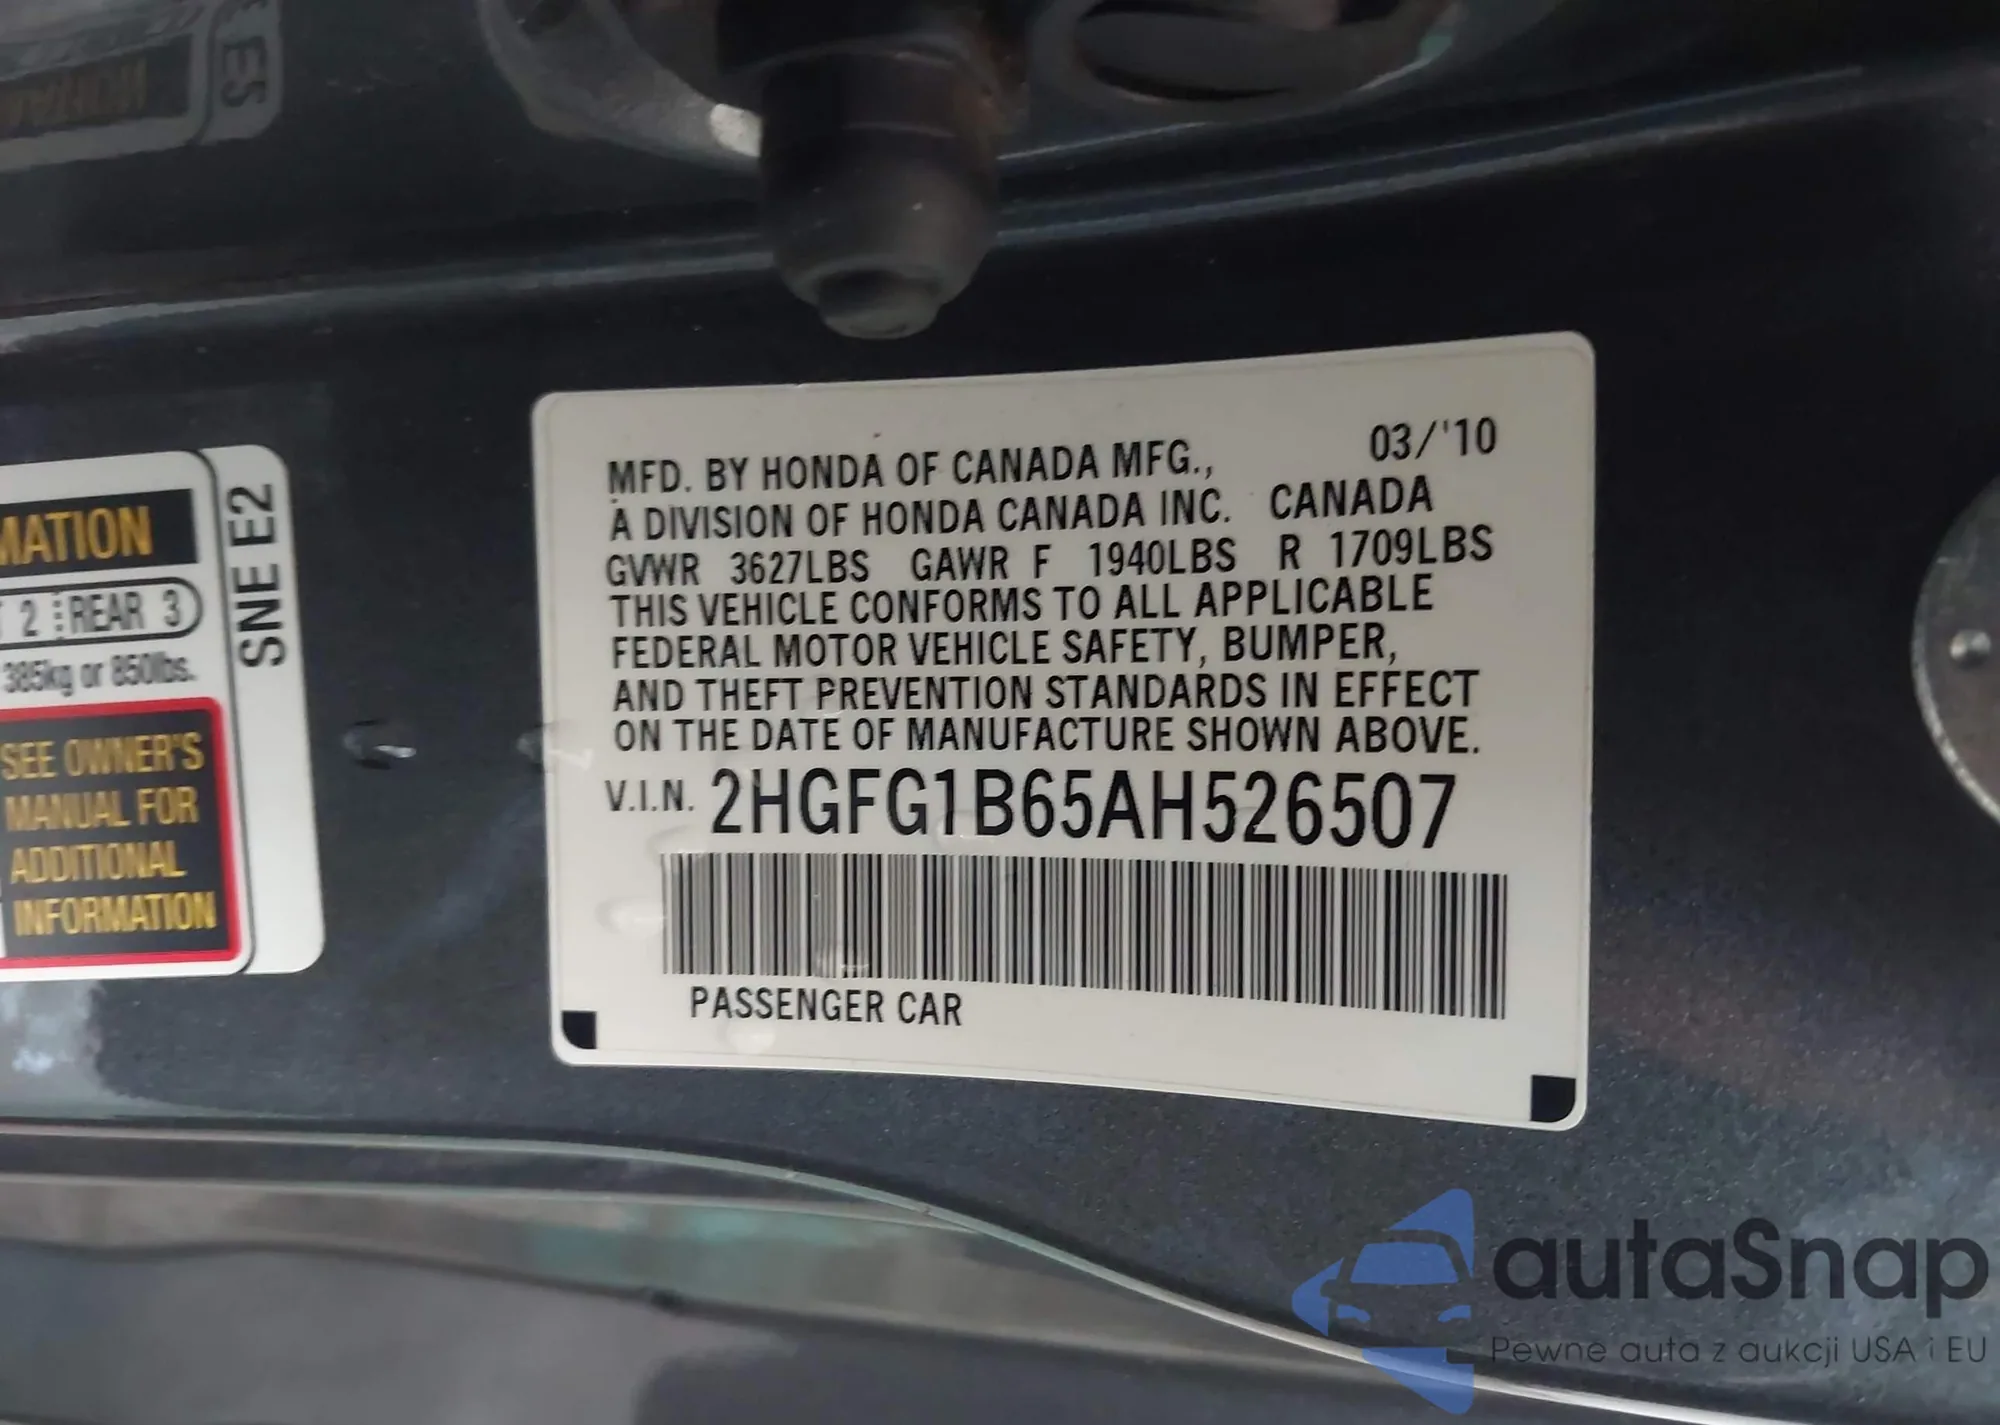 MATION
2 REAR 3
385kg or 850lbs.
SEE OWNER'S
MANUAL FOR
ADDITIONAL
INFORMATION
SNE E2
MFD. BY HONDA OF CANADA MFG., 03/'10
A DIVISION OF HONDA CANADA INC. CANADA
GVWR 3627LBS GAWR F 1940LBS R 1709LBS
THIS VEHICLE CONFORMS TO ALL APPLICABLE
FEDERAL MOTOR VEHICLE SAFETY, BUMPER,
AND THEFT PREVENTION STANDARDS IN EFFECT
ON THE DATE OF MANUFACTURE SHOWN ABOVE.
V.I.N. 2HGFG1B65AH526507
PASSENGER CAR
autaSnap
Pewne auta z aukcji USA i EU